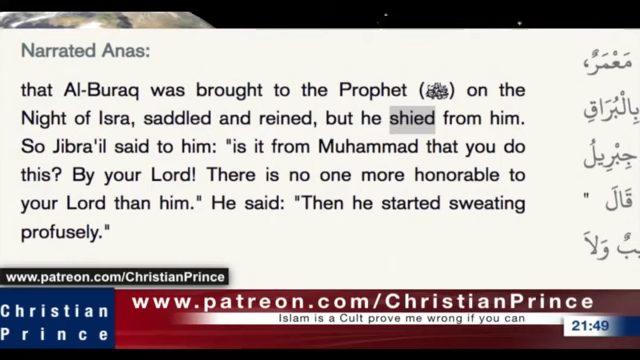 Narrated Anas:
that Al-Buraq was brought to the Prophet (ﷺ) on the
Night of Isra, saddled and reined, but he shied from him.
So Jibra'il said to him: "is it from Muhammad that you do
this? By your Lord! There is no one more honorable to
your Lord than him." He said: "Then he started sweating
profusely."
مَعْمَرٌ،
بِالْبُرَاقِ
جِبْرِيلُ
قَالَ "
وَلاَ
www.patreon.com/ChristianPrince
Christian
Prince
www.patreon.com/ChristianPrince
Islam is a Cult prove me wrong if you can
21:49